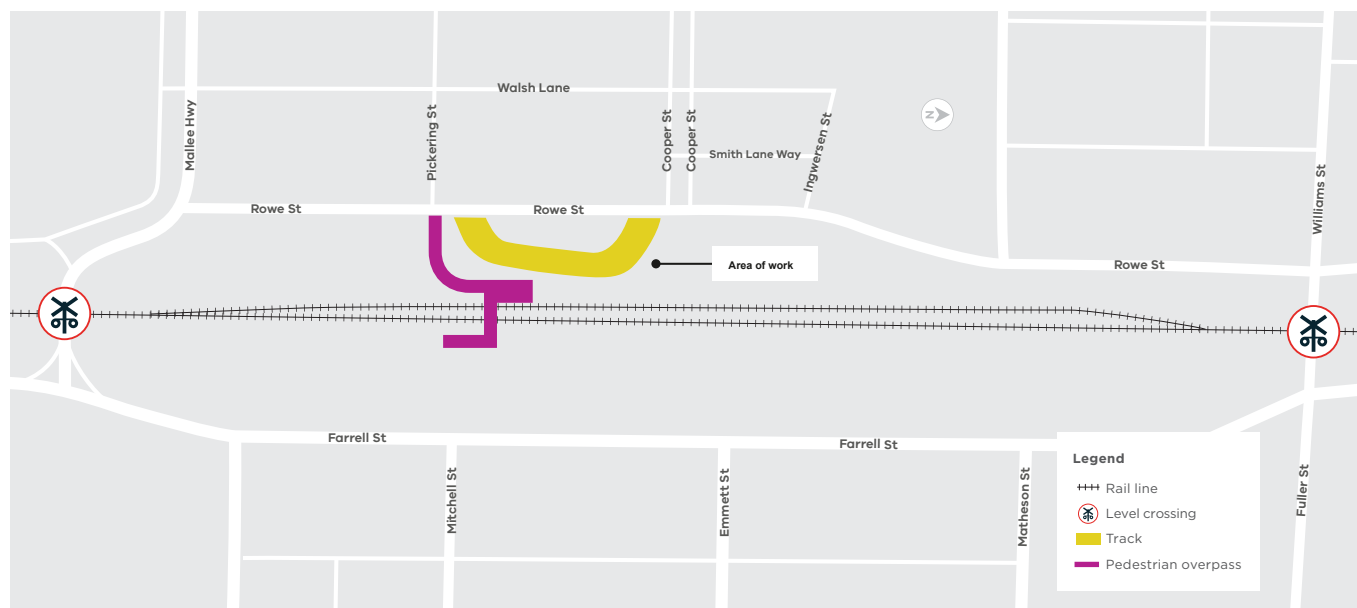 Walsh Lane
Mallee Hwy
Pickering St
Cooper St
Cooper St
Smith Lane Way
Ingwersen St
N
Williams St
Rowe St
Rowe St
Area of work
Rowe St
Farrell St
Farrell St
Mitchell St
Emmett St
Matheson St
Fuller St
Legend
Rail line
Level crossing
Track
Pedestrian overpass